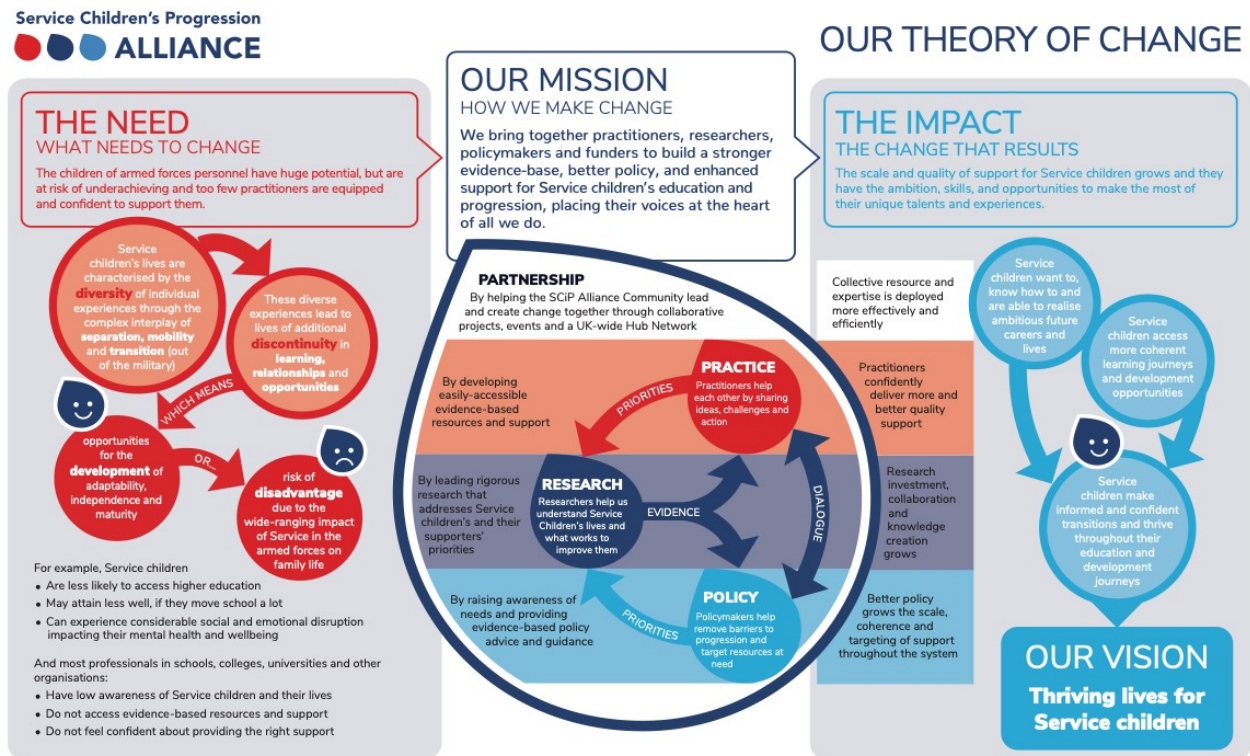 Service Children's Progression
ALLIANCE
OUR THEORY OF CHANGE
THE NEED
WHAT NEEDS TO CHANGE
The children of armed forces personnel have huge potential, but are
at risk of underachieving and too few practitioners are equipped
and confident to support them.
Service
children's lives are
characterised by the
diversity of individual
experiences through the
complex interplay of
separation, mobility
and transition (out
of the military)
These diverse
experiences lead to
lives of additional
discontinuity in
learning,
relationships and
opportunities
WHICH MEANS
opportunities
for the
development of
adaptability,
independence and
maturity
OR...
risk of
disadvantage
due to the
wide-ranging impact
of Service in the
armed forces on
family life
For example, Service children
• Are less likely to access higher education
• May attain less well, if they move school a lot
• Can experience considerable social and emotional disruption
impacting their mental health and wellbeing
And most professionals in schools, colleges, universities and other
organisations:
• Have low awareness of Service children and their lives
• Do not access evidence-based resources and support
• Do not feel confident about providing the right support
OUR MISSION
HOW WE MAKE CHANGE
We bring together practitioners, researchers,
policymakers and funders to build a stronger
evidence-base, better policy, and enhanced
support for Service children's education and
progression, placing their voices at the heart
of all we do.
PARTNERSHIP
By helping the SCiP Alliance Community lead
and create change together through collaborative
projects, events and a UK-wide Hub Network
By developing
easily-accessible
evidence-based
resources and support
PRIORITIES
PRACTICE
Practitioners help
each other by sharing
ideas, challenges and
action
By leading rigorous
research that
addresses Service
children's and their
supporters'
priorities
RESEARCH
Researchers help us
understand Service
Children's lives and
what works to
improve them
EVIDENCE
DIALOGUE
By raising awareness of
needs and providing
evidence-based policy
advice and guidance
PRIORITIES
POLICY
Policymakers help
remove barriers to
progression and
target resources at
need
THE IMPACT
THE CHANGE THAT RESULTS
The scale and quality of support for Service children grows and they
have the ambition, skills, and opportunities to make the most of
their unique talents and experiences.
Collective resource and
expertise is deployed
more effectively and
efficiently
Practitioners
confidently
deliver more and
better quality
support
Research
investment,
collaboration
and
knowledge
creation
grows
Better policy
grows the scale,
coherence and
targeting of support
throughout the system
Service
children want to,
know how to and
are able to realise
ambitious future
careers and
lives
Service
children access
more coherent
learning journeys
and development
opportunities
Service
children make
informed and confident
transitions and thrive
throughout their
education and
development
journeys
OUR VISION
Thriving lives for
Service children